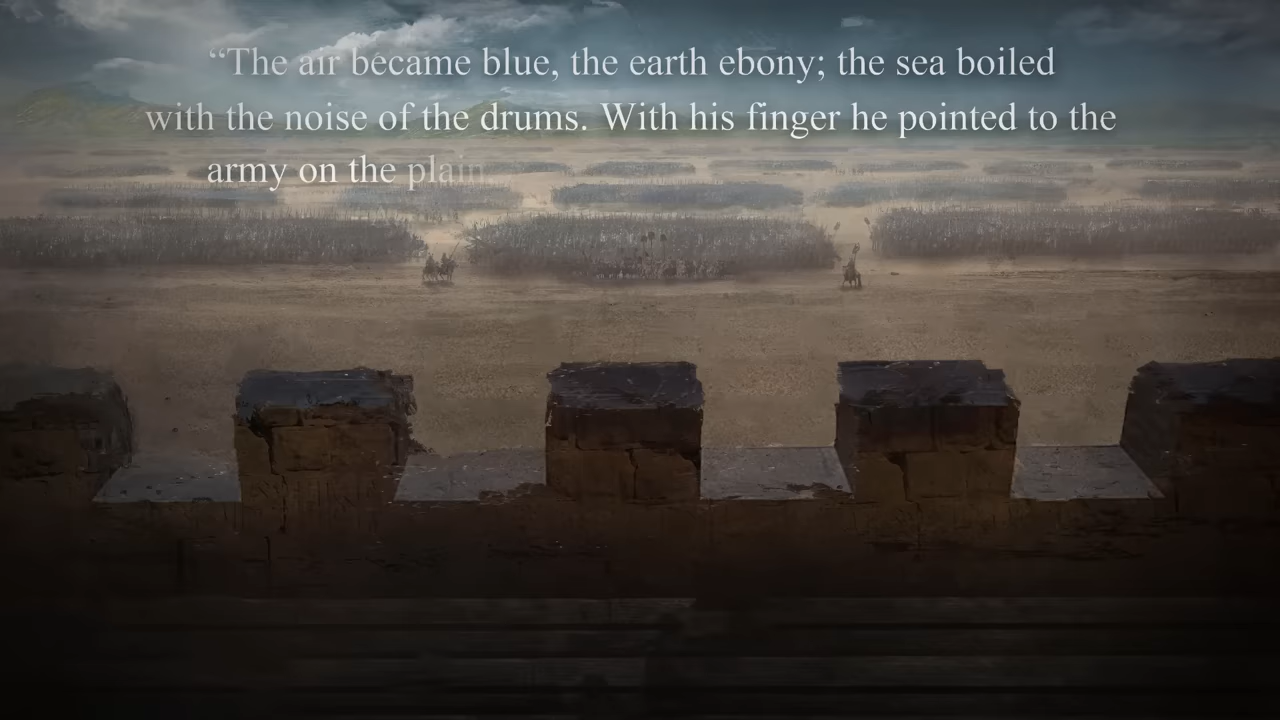 “The air became blue, the earth ebony; the sea boiled
with the noise of the drums. With his finger he pointed to the
army on the plain